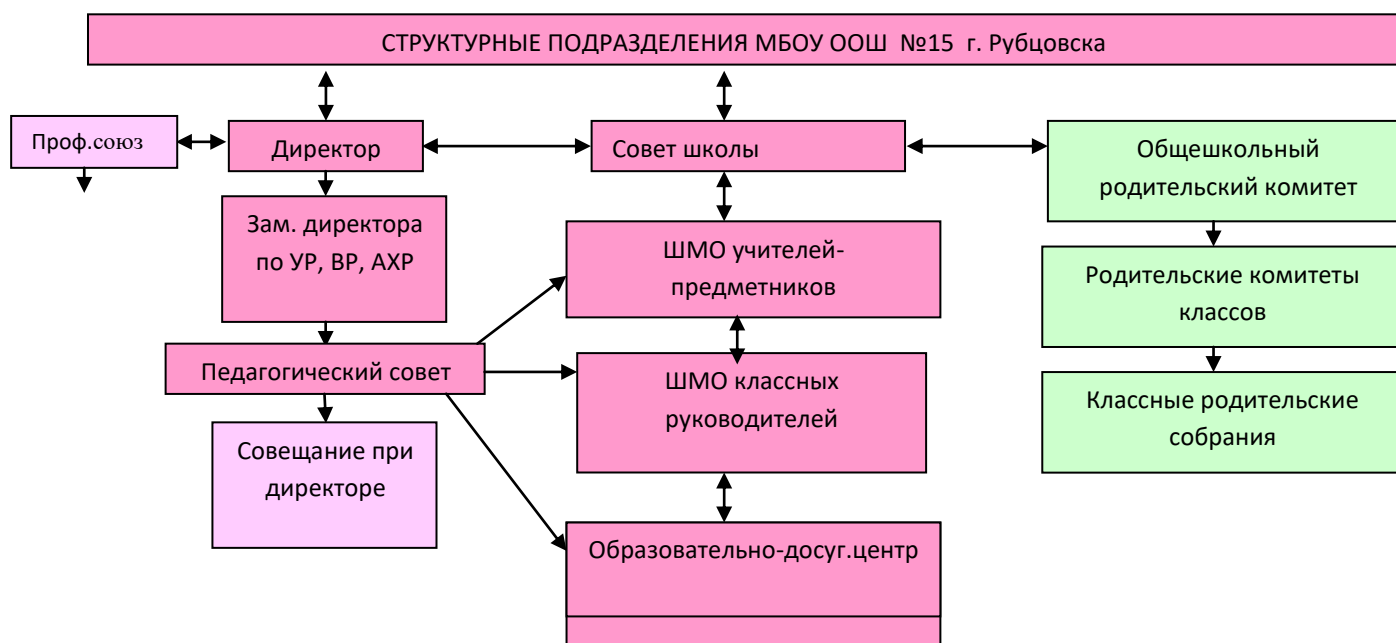 СТРУКТУРНЫЕ ПОДРАЗДЕЛЕНИЯ МБОУ ООШ №15 г. Рубцовска
Проф.союз
Директор
Совет школы
Общешкольный
родительский комитет
Зам. директора
по УР, ВР, АХР
ШМО учителей-
предметников
Родительские комитеты
классов
Педагогический совет
ШМО классных
руководителей
Классные родительские
собрания
Совещание при
директоре
Образовательно-досуг.центр